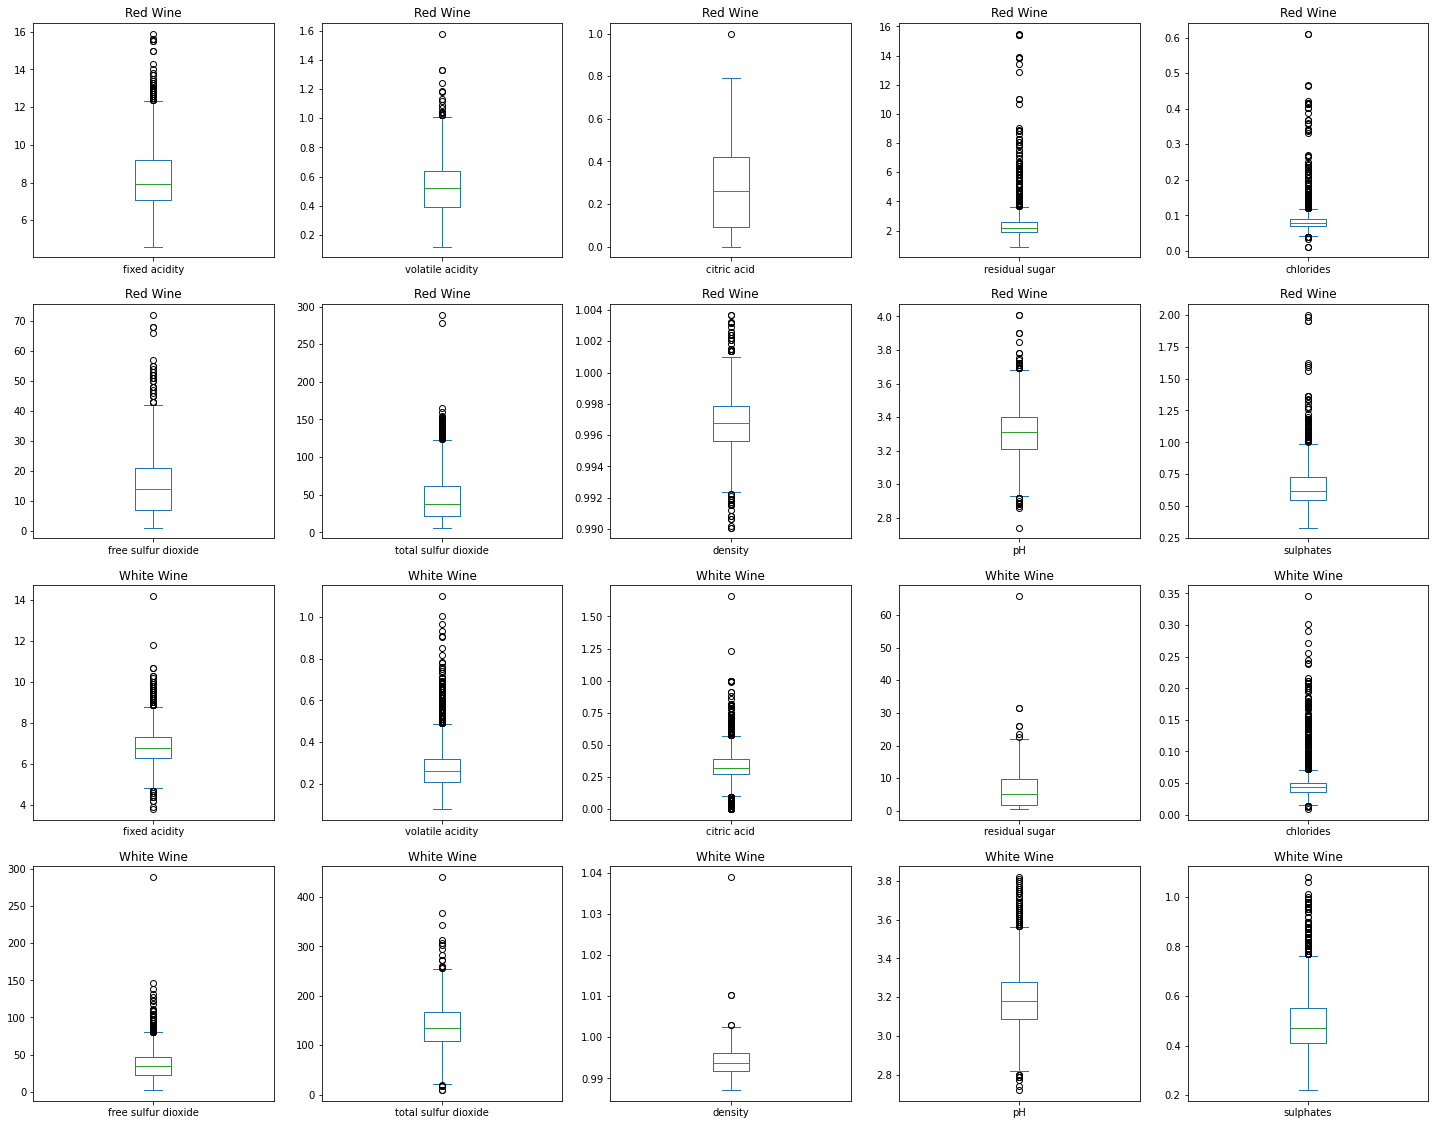 Red Wine Red Wine Red Wine Red Wine Red Wine
16 14 12 10 8 6
1.6 1.4 1.2 1.0 0.8 0.6 0.4 0.2
1.0 0.8 0.6 0.4 0.2 0.0
16 14 12 10 8 6 4 2
0.6 0.5 0.4 0.3 0.2 0.1 0.0
fixed acidity volatile acidity citric acid residual sugar chlorides
Red Wine Red Wine Red Wine Red Wine Red Wine
70 60 50 40 30 20 10 0
300 250 200 150 100 50 0
1.004 1.002 1.000 0.998 0.996 0.994 0.992 0.990
4.0 3.8 3.6 3.4 3.2 3.0 2.8
2.00 1.75 1.50 1.25 1.00 0.75 0.50 0.25
free sulfur dioxide total sulfur dioxide density pH sulphates
White Wine White Wine White Wine White Wine White Wine
14 12 10 8 6 4
1.0 0.8 0.6 0.4 0.2
1.50 1.25 1.00 0.75 0.50 0.25 0.00
60 50 40 30 20 10 0
0.35 0.30 0.25 0.20 0.15 0.10 0.05 0.00
fixed acidity volatile acidity citric acid residual sugar chlorides
White Wine White Wine White Wine White Wine White Wine
300 250 200 150 100 50 0
400 300 200 100 0
1.04 1.03 1.02 1.01 1.00 0.99
3.8 3.6 3.4 3.2 3.0 2.8
1.0 0.8 0.6 0.4 0.2
free sulfur dioxide total sulfur dioxide density pH sulphates